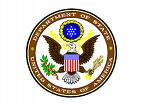 DEPARTMENT OF STATE
UNITED STATES OF AMERICA